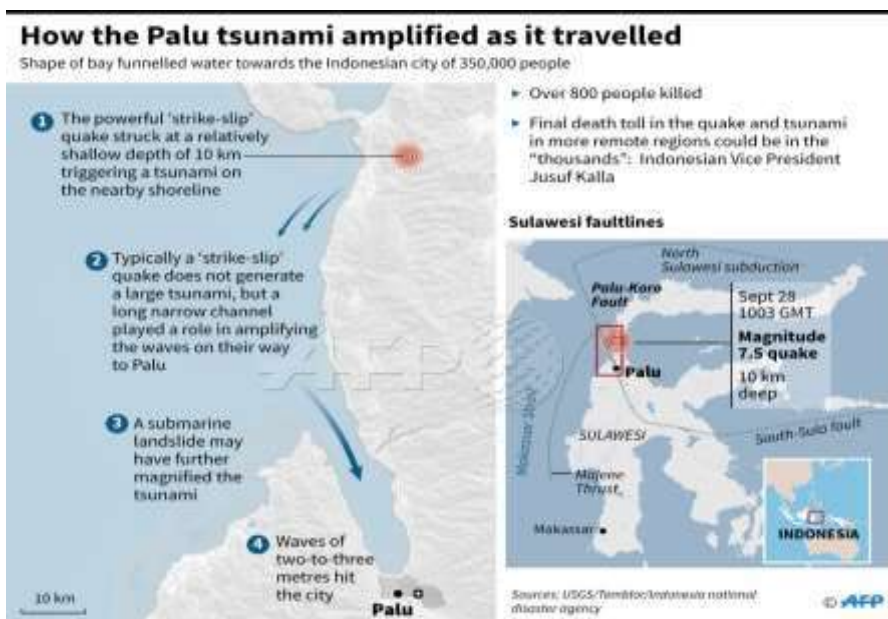 How the Palu tsunami amplified as it travelled
Shape of bay funnelled water towards the Indonesian city of 350,000 people
1 The powerful 'strike-slip'
quake struck at a relatively
shallow depth of 10 km
triggering a tsunami on
the nearby shoreline
2 Typically a 'strike-slip'
quake does not generate
a large tsunami, but a
long narrow channel
played a role in amplifying
the waves on their way
to Palu
3 A submarine
landslide may
have further
magnified the
tsunami
4 Waves of
two-to-three
metres hit
the city
Palu
10 km
AFP
Over 800 people killed
Final death toll in the quake and tsunami
in more remote regions could be in the
"thousands": Indonesian Vice President
Jusuf Kalla
Sulawesi faultlines
North
Sulawesi subduction
Palu-Koro
Fault
Sept 28
1003 GMT
Magnitude
7.5 quake
10 km
deep
Palu
Makassar Strait
SULAWESI
South-Sula fault
Majene
Thrust
Makassar
INDONESIA
Sources: USGS/Temblor/Indonesia national
disaster agency
© AFP